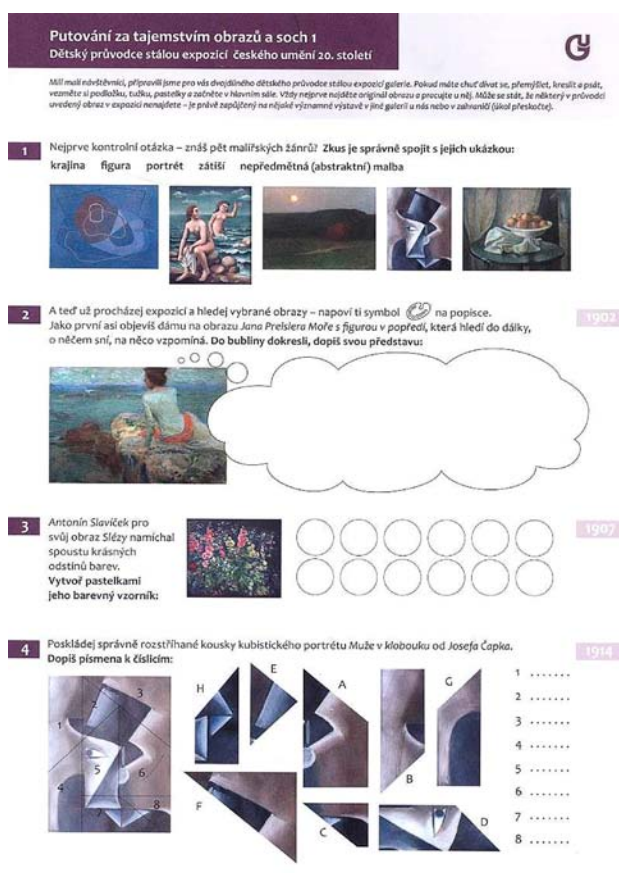 Putování za tajemstvím obrazů a soch 1
Dětský průvodce stálou expozicí českého umění 20. století
Milí malí návštěvníci, připravili jsme pro vás dvojdílného dětského průvodce stálou expozicí galerie. Pokud máte chuť dívat se, přemýšlet, kreslit a psát,
vezměte si podložku, tužku, pastelky a začněte v hlavním sále. Vždy nejprve najděte originál obrazu a pracujte u něj. Může se stát, že některý v průvodci
uvedený obraz v expozici nenajdete – je právě zapůjčený na nějaké významné výstavě v jiné galerii u nás nebo v zahraničí (úkol přeskočte).
1 Nejprve kontrolní otázka – znáš pět malířských žánrů? Zkus je správně spojit s jejich ukázkou:
krajina figura portrét zátiší nepředmětná (abstraktní) malba
2 A teď už procházej expozicí a hledej vybrané obrazy – napoví ti symbol na popisce. 1902
Jako první asi objevíš dámu na obrazu Jana Preislera Moře s figurou v popředí, která hledí do dálky,
o něčem sní, na něco vzpomíná. Do bubliny dokresli, dopiš svou představu:
3 Antonín Slavíček pro 1907
svůj obraz Slézy namíchal
spoustu krásných
odstínů barev.
Vytvoř pastelkami
jeho barevný vzorník:
4 Poskládej správně rozstříhané kousky kubistického portrétu Muže v klobouku od Josefa Čapka. 1914
Dopiš písmena k číslicím:
1 2 3 4 5 6 7 8
H E A G
F C B D
1 .......
2 .......
3 .......
4 .......
5 .......
6 .......
7 .......
8 .......